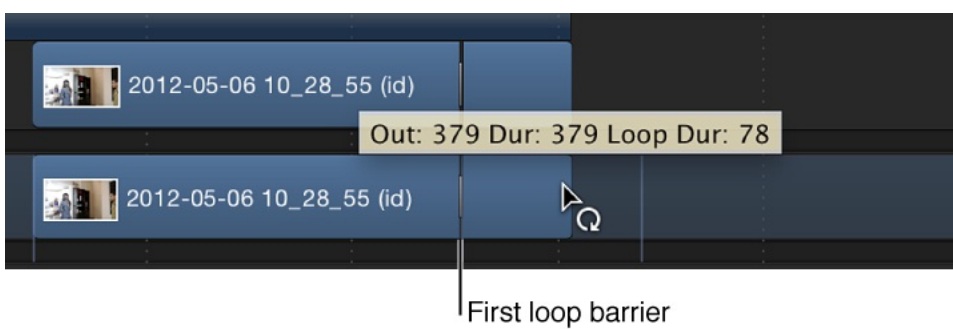 2012-05-06 10_28_55 (id)
Out: 379 Dur: 379 Loop Dur: 78
2012-05-06 10_28_55 (id)
First loop barrier